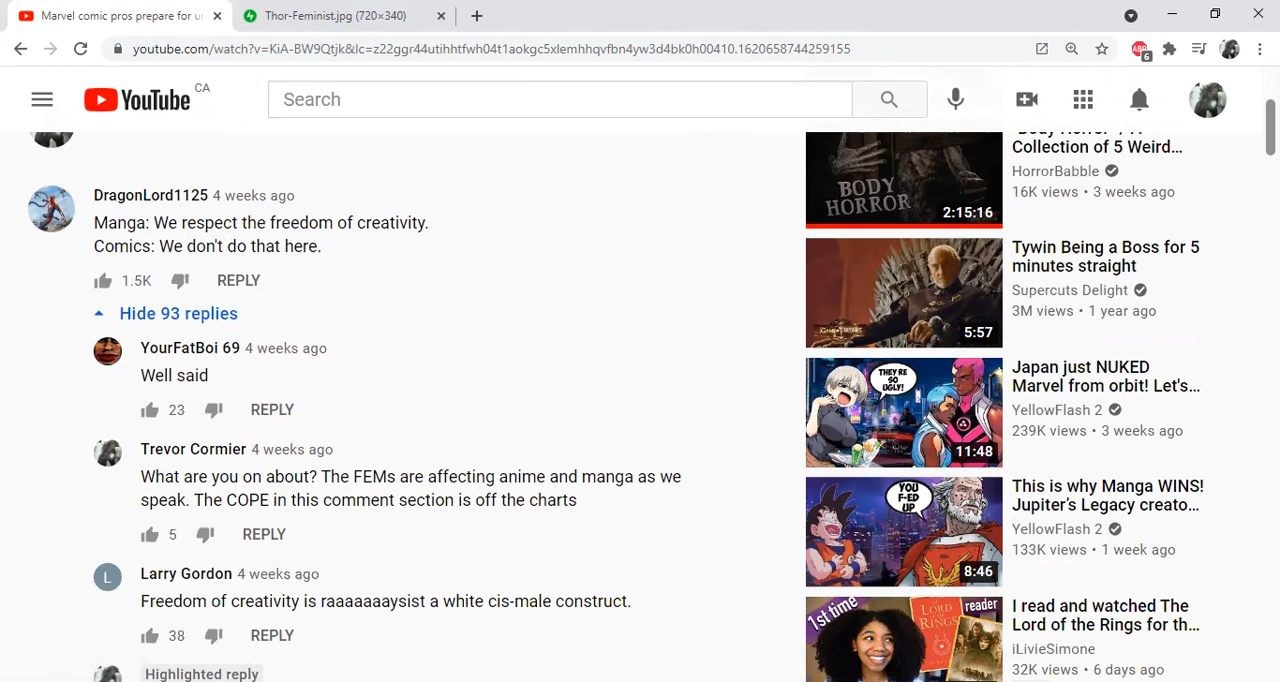 Marvel comic pros prepare for u
Thor-Feminist.jpg (720×340)
youtube.com/watch?v=KiA-BW9Qtjk&lc=z22ggr44utihhtfwh04t1aokgc5xlemhhqvfbn4yw3d4bk0h00410.1620658744259155
ABP
6
YouTube CA
Search
DragonLord1125 4 weeks ago
Manga: We respect the freedom of creativity.
Comics: We don't do that here.
1.5K REPLY
Hide 93 replies
YourFatBoi 69 4 weeks ago
Well said
23 REPLY
Trevor Cormier 4 weeks ago
What are you on about? The FEMs are affecting anime and manga as we
speak. The COPE in this comment section is off the charts
5 REPLY
L
Larry Gordon 4 weeks ago
Freedom of creativity is raaaaaaaysist a white cis-male construct.
38 REPLY
Highlighted reply
BODY
HORROR
2:15:16
"Body Horror" / A
Collection of 5 Weird...
HorrorBabble
16K views • 3 weeks ago
GAME OF THRONES
5:57
Tywin Being a Boss for 5
minutes straight
Supercuts Delight
3M views • 1 year ago
THEY'RE
SO
UGLY!
11:48
Japan just NUKED
Marvel from orbit! Let's...
YellowFlash 2
239K views • 3 weeks ago
YOU
F-ED
UP
8:46
This is why Manga WINS!
Jupiter's Legacy creato...
YellowFlash 2
133K views • 1 week ago
1st time
LORD
OF THE
RINGS
reader
I read and watched The
Lord of the Rings for th...
iLivieSimone
32K views • 6 days ago